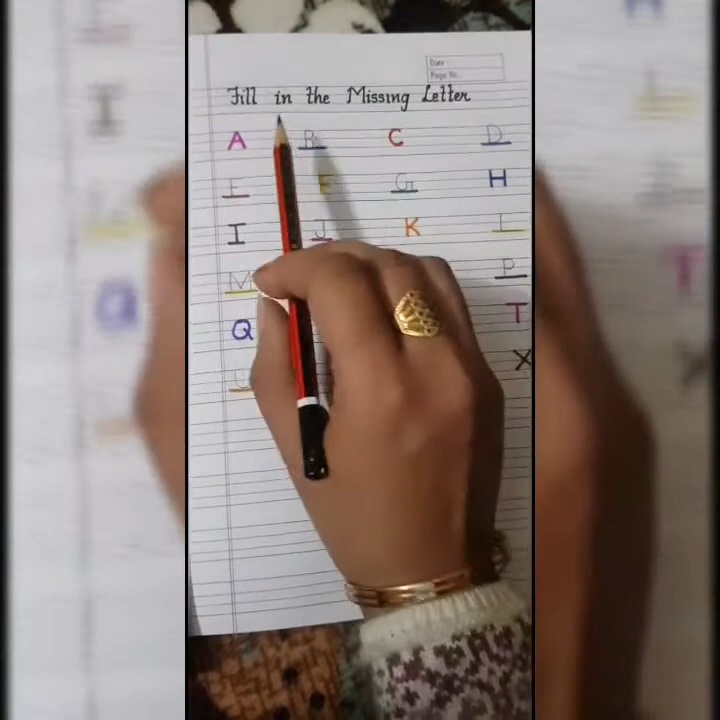 Date
Page No.
Fill in the Missing Letter
A B C D
E F G H
I J K L
M P
Q T
U X